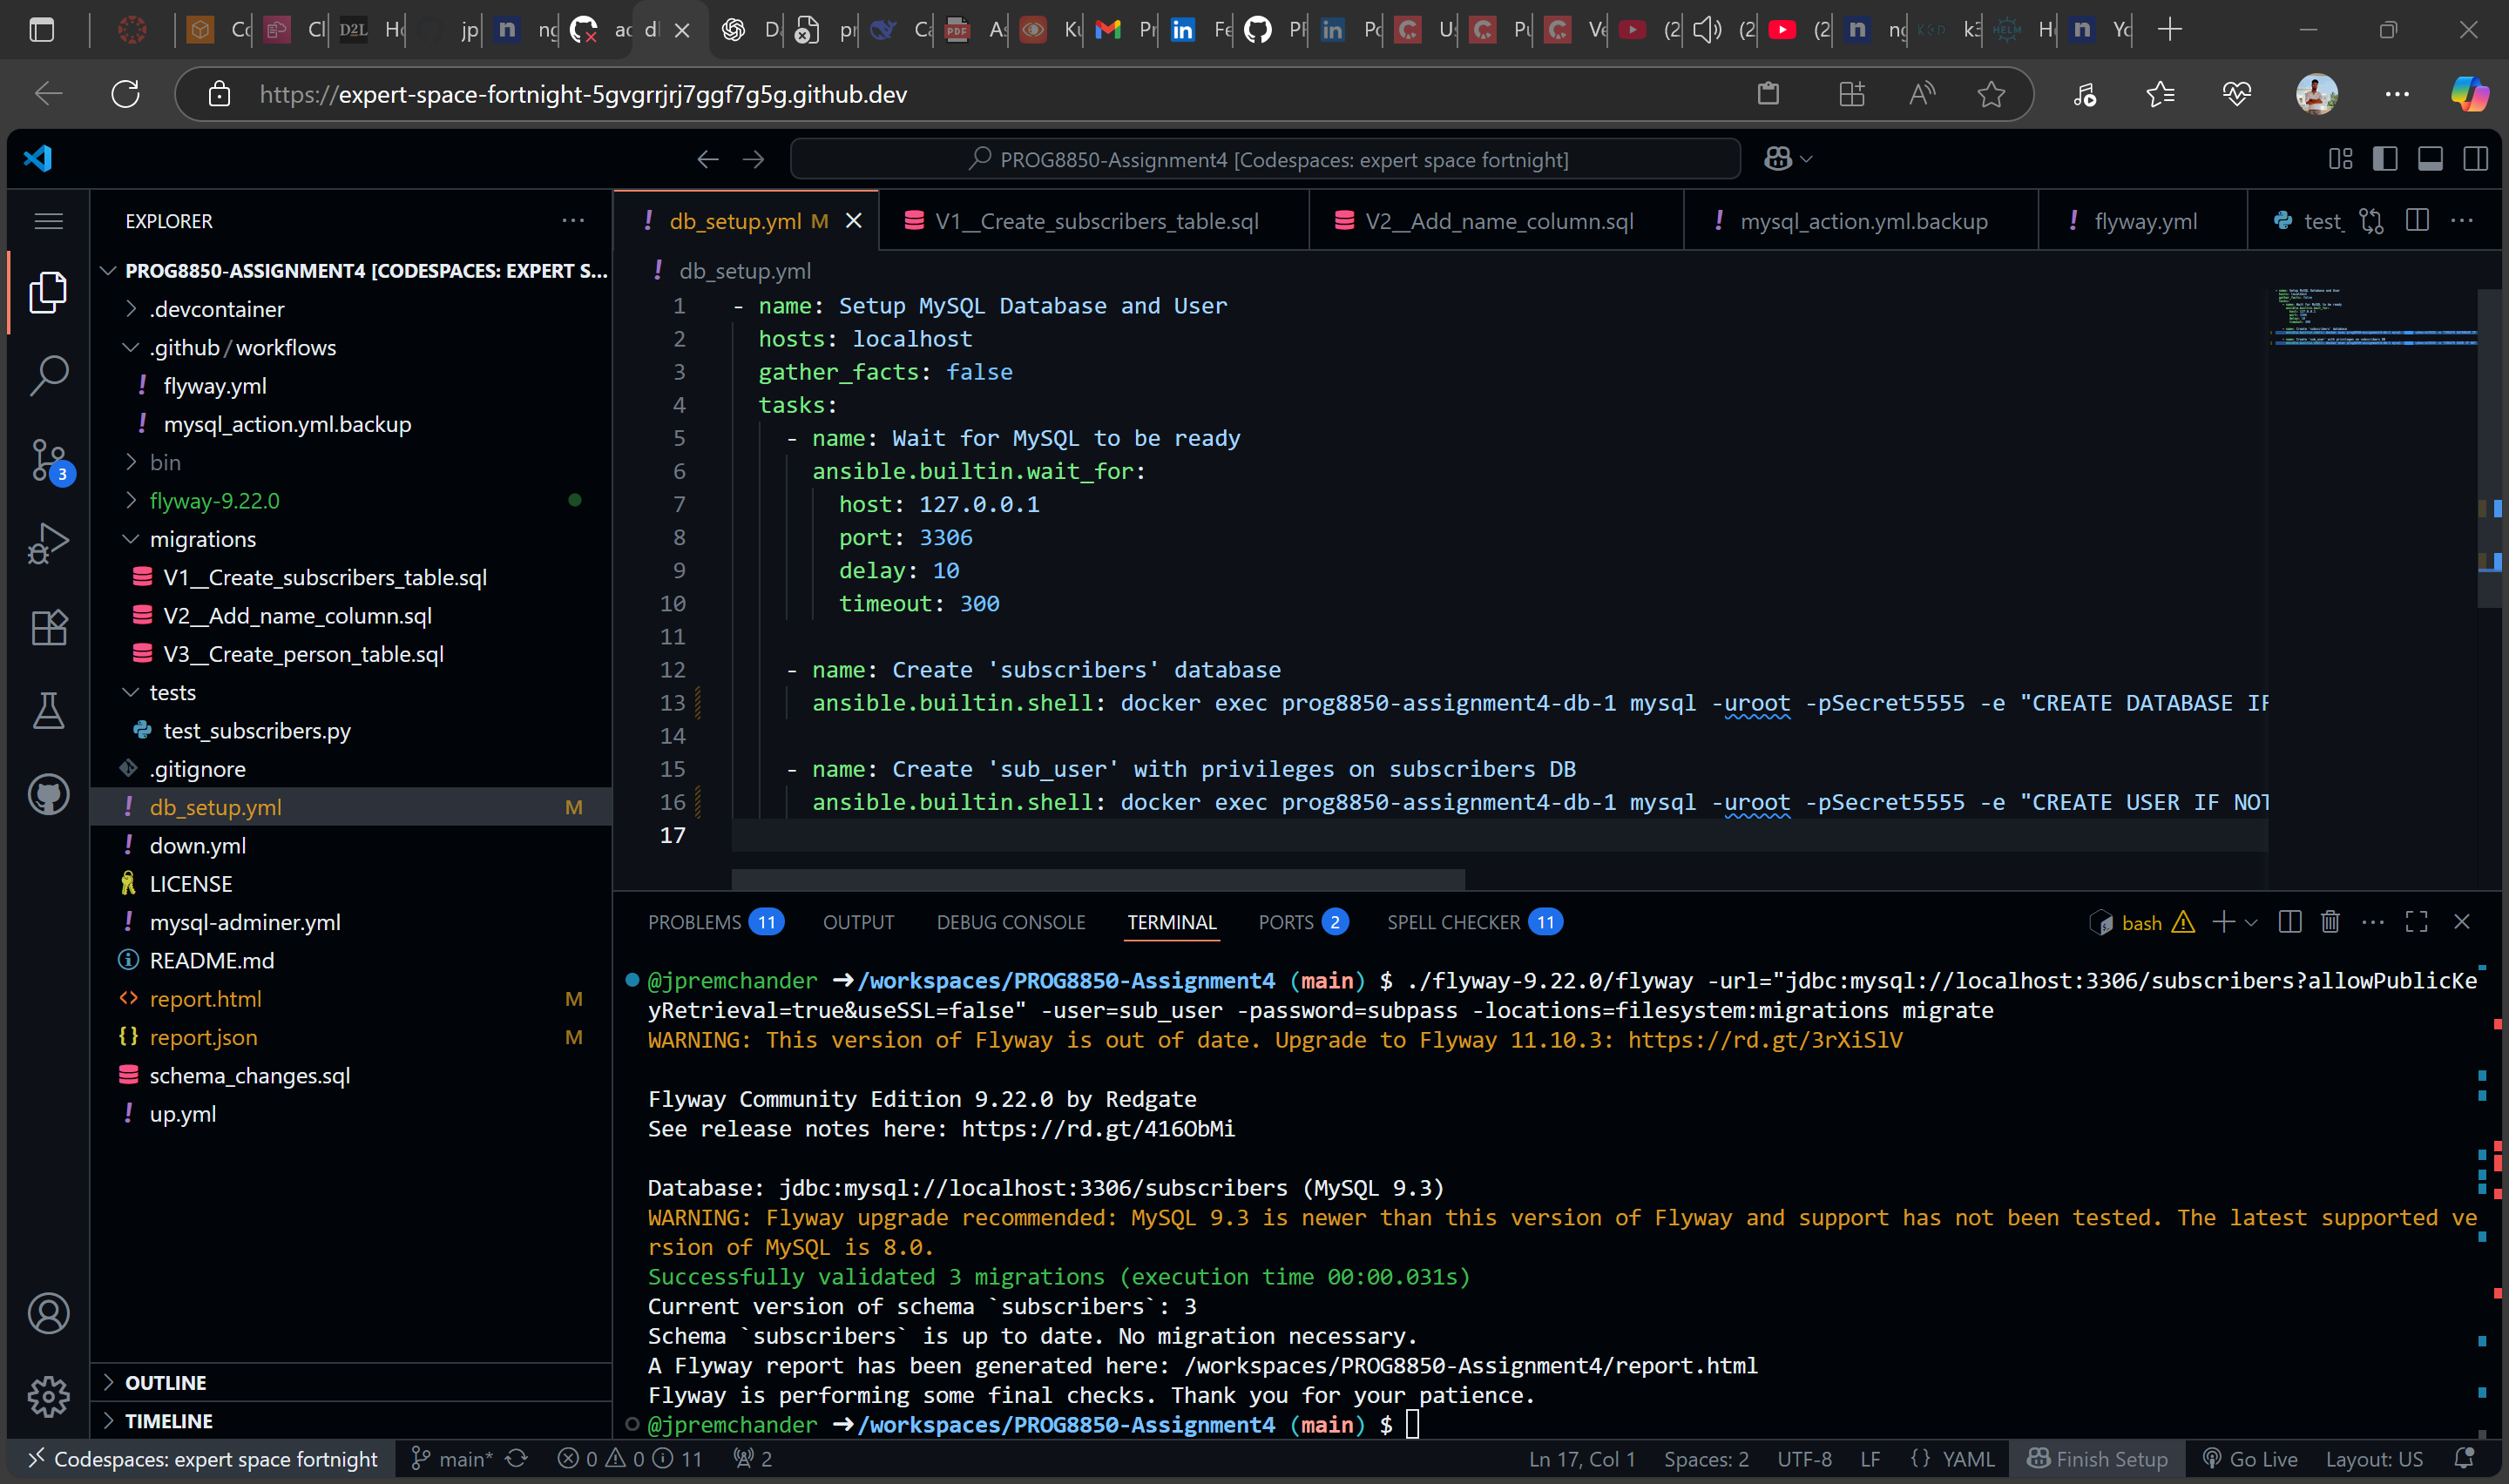 https://expert-space-fortnight-5gvgrrjrj7ggf7g5g.github.dev
PROG8850-Assignment4 [Codespaces: expert space fortnight]
EXPLORER
PROG8850-ASSIGNMENT4 [CODESPACES: EXPERT S...
.devcontainer
.github / workflows
flyway.yml
mysql_action.yml.backup
bin
flyway-9.22.0
migrations
V1__Create_subscribers_table.sql
V2__Add_name_column.sql
V3__Create_person_table.sql
tests
test_subscribers.py
.gitignore
db_setup.yml M
down.yml
LICENSE
mysql-adminer.yml
README.md
report.html M
report.json M
schema_changes.sql
up.yml
OUTLINE
TIMELINE
3
db_setup.yml M
V1__Create_subscribers_table.sql
V2__Add_name_column.sql
mysql_action.yml.backup
flyway.yml
test_
db_setup.yml
1 - name: Setup MySQL Database and User
2 hosts: localhost
3 gather_facts: false
4 tasks:
5 - name: Wait for MySQL to be ready
6 ansible.builtin.wait_for:
7 host: 127.0.0.1
8 port: 3306
9 delay: 10
10 timeout: 300
11
12 - name: Create 'subscribers' database
13 ansible.builtin.shell: docker exec prog8850-assignment4-db-1 mysql -uroot -pSecret5555 -e "CREATE DATABASE IF
14
15 - name: Create 'sub_user' with privileges on subscribers DB
16 ansible.builtin.shell: docker exec prog8850-assignment4-db-1 mysql -uroot -pSecret5555 -e "CREATE USER IF NOT
17
PROBLEMS 11 OUTPUT DEBUG CONSOLE TERMINAL PORTS 2 SPELL CHECKER 11 bash
@jpremchander ➜/workspaces/PROG8850-Assignment4 (main) $ ./flyway-9.22.0/flyway -url="jdbc:mysql://localhost:3306/subscribers?allowPublicKe
yRetrieval=true&useSSL=false" -user=sub_user -password=subpass -locations=filesystem:migrations migrate
WARNING: This version of Flyway is out of date. Upgrade to Flyway 11.10.3: https://rd.gt/3rXiSlV
Flyway Community Edition 9.22.0 by Redgate
See release notes here: https://rd.gt/416ObMi
Database: jdbc:mysql://localhost:3306/subscribers (MySQL 9.3)
WARNING: Flyway upgrade recommended: MySQL 9.3 is newer than this version of Flyway and support has not been tested. The latest supported ve
rsion of MySQL is 8.0.
Successfully validated 3 migrations (execution time 00:00.031s)
Current version of schema `subscribers`: 3
Schema `subscribers` is up to date. No migration necessary.
A Flyway report has been generated here: /workspaces/PROG8850-Assignment4/report.html
Flyway is performing some final checks. Thank you for your patience.
@jpremchander ➜/workspaces/PROG8850-Assignment4 (main) $
Codespaces: expert space fortnight main* 0 0 11 2 Ln 17, Col 1 Spaces: 2 UTF-8 LF {} YAML Finish Setup Go Live Layout: US